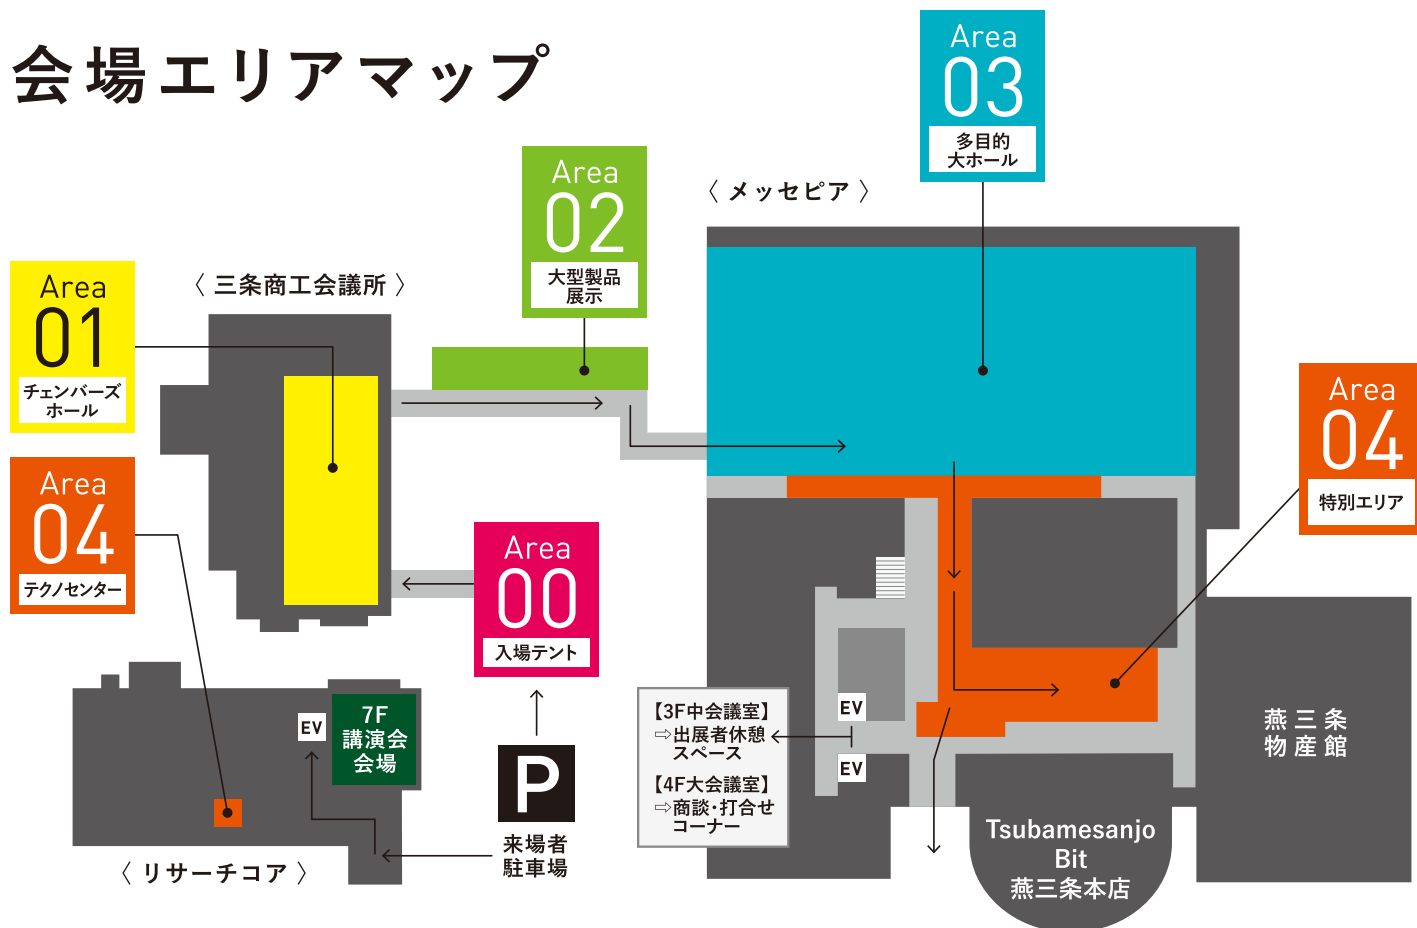 会場エリアマップ
Area
03
多目的
大ホール
Area
02
大型製品
展示
〈 メッセピア 〉
Area
01
チェンバーズ
ホール
〈 三条商工会議所 〉
Area
04
特別エリア
Area
04
テクノセンター
Area
00
入場テント
EV
7F
講演会
会場
P
来場者
駐車場
〈 リサーチコア 〉
【3F中会議室】
⇨出展者休憩
スペース
【4F大会議室】
⇨商談・打合せ
コーナー
EV
EV
燕三条
物産館
Tsubamesanjo
Bit
燕三条本店